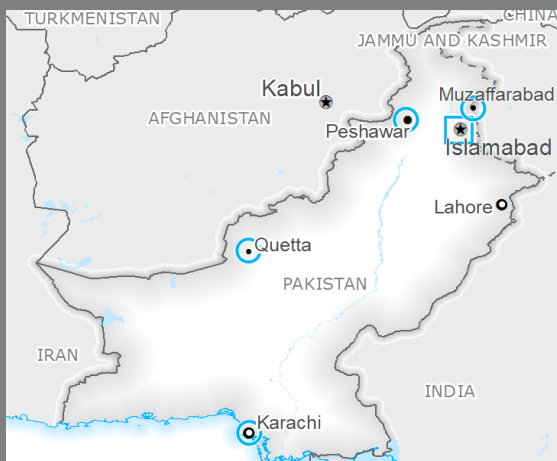 TURKMENISTAN
CHINA
JAMMU AND KASHMIR
Kabul
Muzaffarabad
AFGHANISTAN
Peshawar
Islamabad
Lahore
Quetta
PAKISTAN
IRAN
INDIA
Karachi